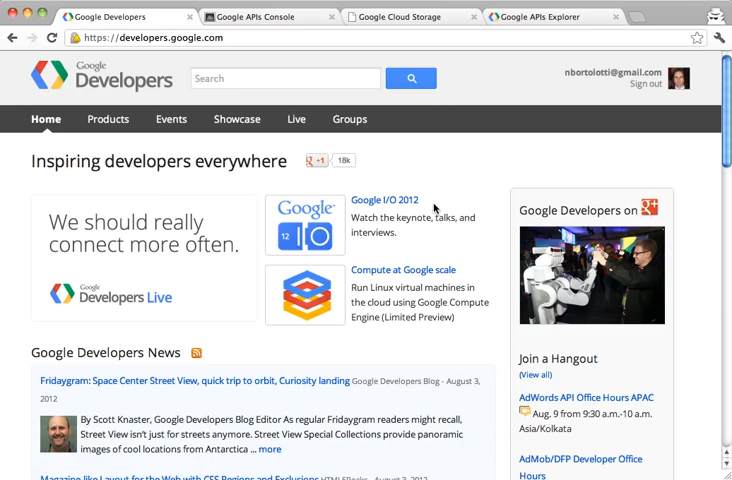 Google Developers
Google APIs Console
Google Cloud Storage
Google APIs Explorer
https://developers.google.com
Google
Developers
Search
nbortolotti@gmail.com
Sign out
Home
Products
Events
Showcase
Live
Groups
Inspiring developers everywhere
+1
18k
We should really
connect more often.
Google
Developers Live
Google
12
Google I/O 2012
Watch the keynote, talks, and
interviews.
Compute at Google scale
Run Linux virtual machines in
the cloud using Google Compute
Engine (Limited Preview)
Google Developers on g+
Join a Hangout
(View all)
AdWords API Office Hours APAC
Aug. 9 from 9:30 a.m.-10 a.m.
Asia/Kolkata
AdMob/DFP Developer Office
Hours
Google Developers News
Fridaygram: Space Center Street View, quick trip to orbit, Curiosity landing Google Developers Blog - August 3,
2012
By Scott Knaster, Google Developers Blog Editor As regular Fridaygram readers might recall,
Street View isn't just for streets anymore. Street View Special Collections provide panoramic
images of cool locations from Antarctica ... more
Magazine-like Layout for the Web with CSS Regions and Exclusions HTML5Rocks - August 3, 2012